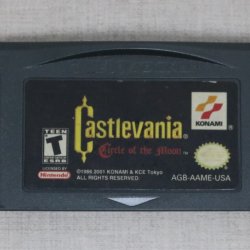 KONAMI
Castlevania
Circle of the Moon
TEEN
T
LICENSED BY
Nintendo
©1986 2001 KONAMI & KCE Tokyo
ALL RIGHTS RESERVED.
AGB-AAME-USA